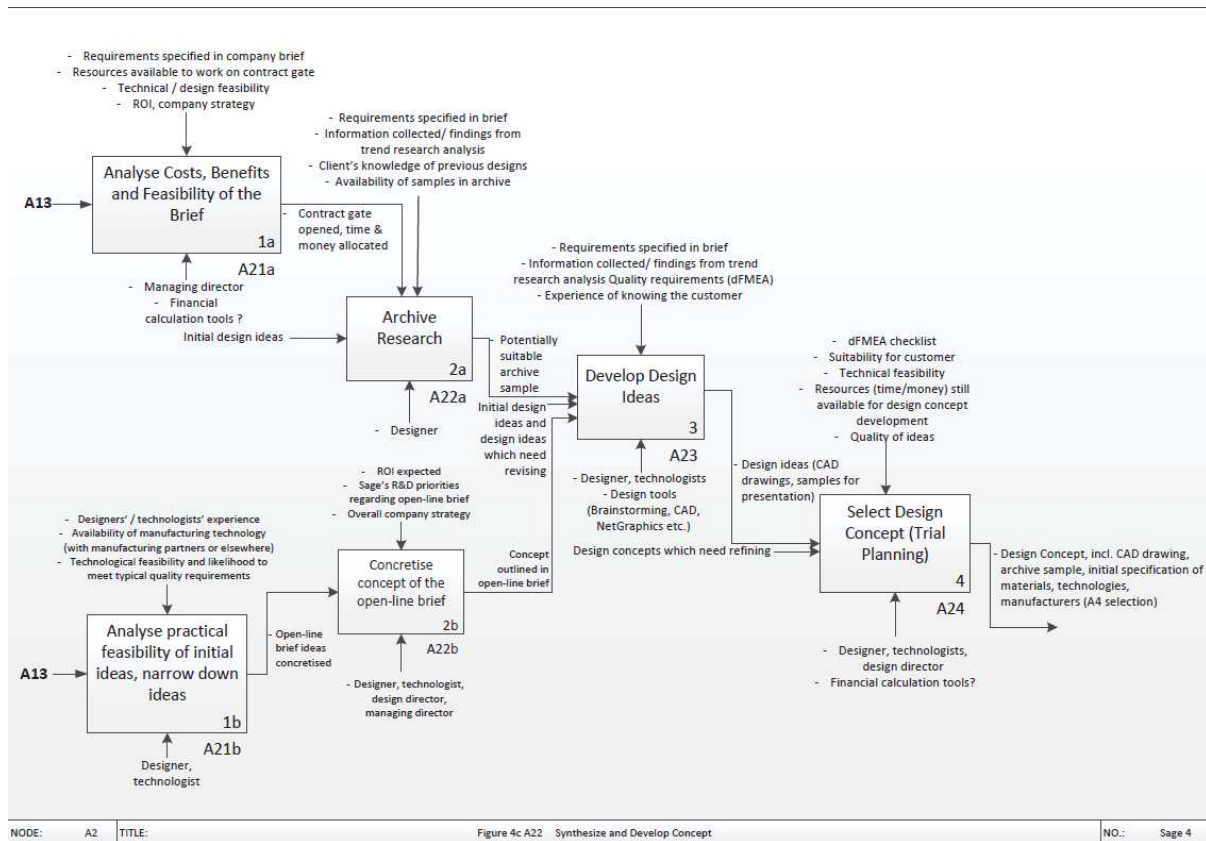 - Requirements specified in company brief
- Resources available to work on contract gate
- Technical / design feasibility
- ROI, company strategy
A13
Analyse Costs, Benefits
and Feasibility of the
Brief
1a
A21a
- Managing director
- Financial
calculation tools ?
- Contract gate
opened, time &
money allocated
- Requirements specified in brief
- Information collected/ findings from
trend research analysis
- Client's knowledge of previous designs
- Availability of samples in archive
Initial design ideas
Archive
Research
2a
A22a
- Designer
- Potentially
suitable
archive
sample
Initial design
ideas and
design ideas
which need
revising
- Requirements specified in brief
- Information collected/ findings from trend
research analysis Quality requirements (dFMEA)
- Experience of knowing the customer
Develop Design
Ideas
3
A23
- Designer, technologists
- Design tools
(Brainstorming, CAD,
NetGraphics etc.)
- Design ideas (CAD
drawings, samples for
presentation)
- dFMEA checklist
- Suitability for customer
- Technical feasibility
- Resources (time/money) still
available for design concept
development
- Quality of ideas
Design concepts which need refining
Select Design
Concept (Trial
Planning)
4
A24
- Designer, technologists,
design director
- Financial calculation tools?
- Design Concept, incl. CAD drawing,
archive sample, initial specification of
materials, technologies,
manufacturers (A4 selection)
- Designers' / technologists' experience
- Availability of manufacturing technology
(with manufacturing partners or elsewhere)
- Technological feasibility and likelihood to
meet typical quality requirements
A13
Analyse practical
feasibility of initial
ideas, narrow down
ideas
1b
A21b
Designer,
technologist
- Open-line
brief ideas
concretised
- ROI expected
- Sage's R&D priorities
regarding open-line brief
- Overall company strategy
Concretise
concept of the
open-line brief
2b
A22b
- Designer, technologist,
design director,
managing director
Concept
outlined in
open-line brief
NODE: A2 TITLE: Figure 4c A22 Synthesize and Develop Concept NO.: Sage 4